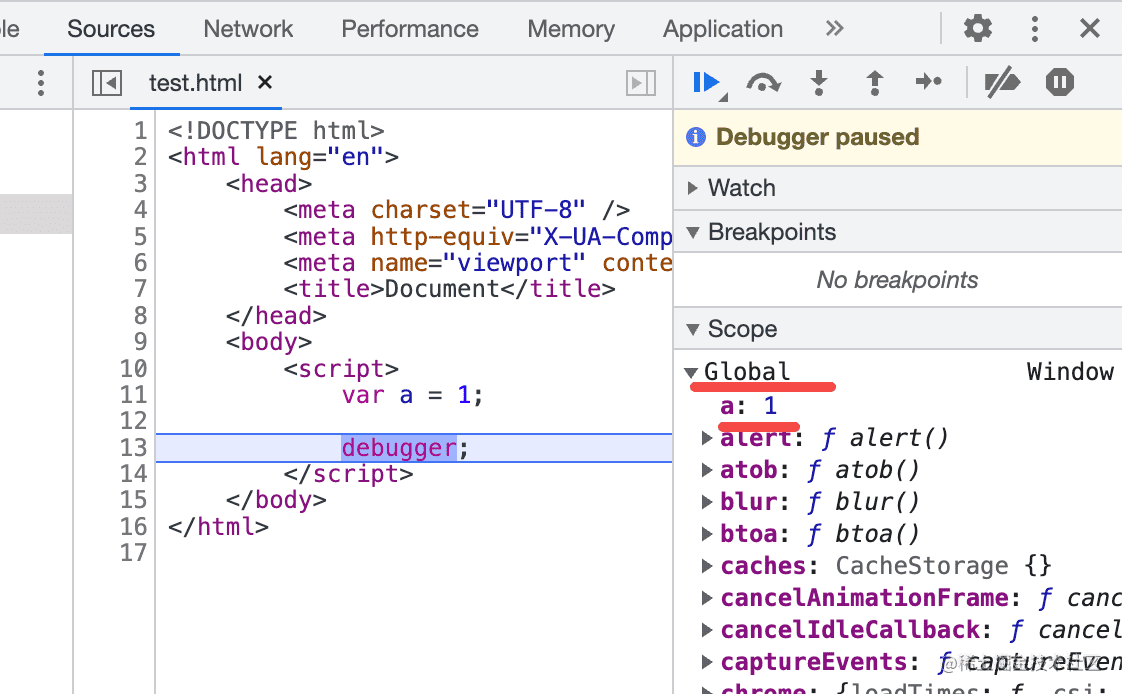 le Sources Network Performance Memory Application »
test.html ×
1 <!DOCTYPE html>
2 <html lang="en">
3 <head>
4 <meta charset="UTF-8" />
5 <meta http-equiv="X-UA-Comp
6 <meta name="viewport" conte
7 <title>Document</title>
8 </head>
9 <body>
10 <script>
11 var a = 1;
12
13 debugger;
14 </script>
15 </body>
16 </html>
17
Debugger paused
Watch
Breakpoints
No breakpoints
Scope
Global Window
a: 1
alert: ƒ alert()
atob: ƒ atob()
blur: ƒ blur()
btoa: ƒ btoa()
caches: CacheStorage {}
cancelAnimationFrame: ƒ canc
cancelIdleCallback: ƒ cancel
captureEvents: ƒ captureEven
@稀土掘金技术社区
chrome: {loadTimes: ƒ, csi: